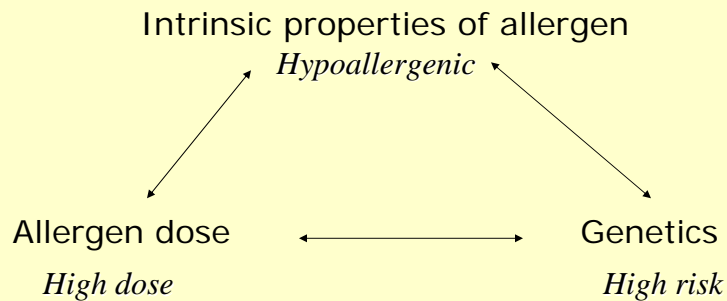 Intrinsic properties of allergen
Hypoallergenic
Allergen dose
Genetics
High dose
High risk